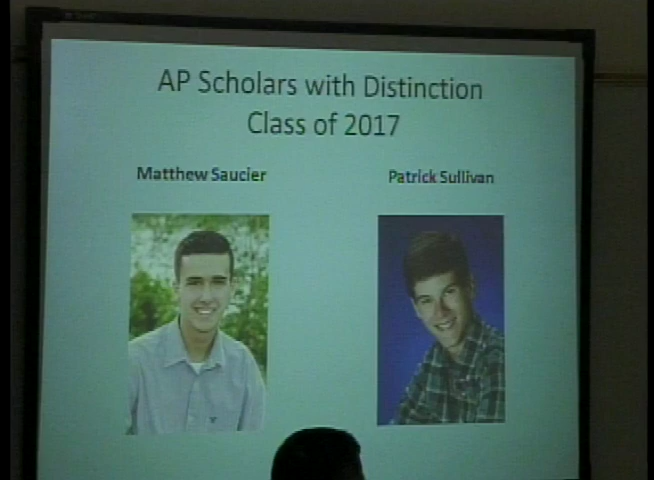 AP Scholars with Distinction
Class of 2017
Matthew Saucier
Patrick Sullivan